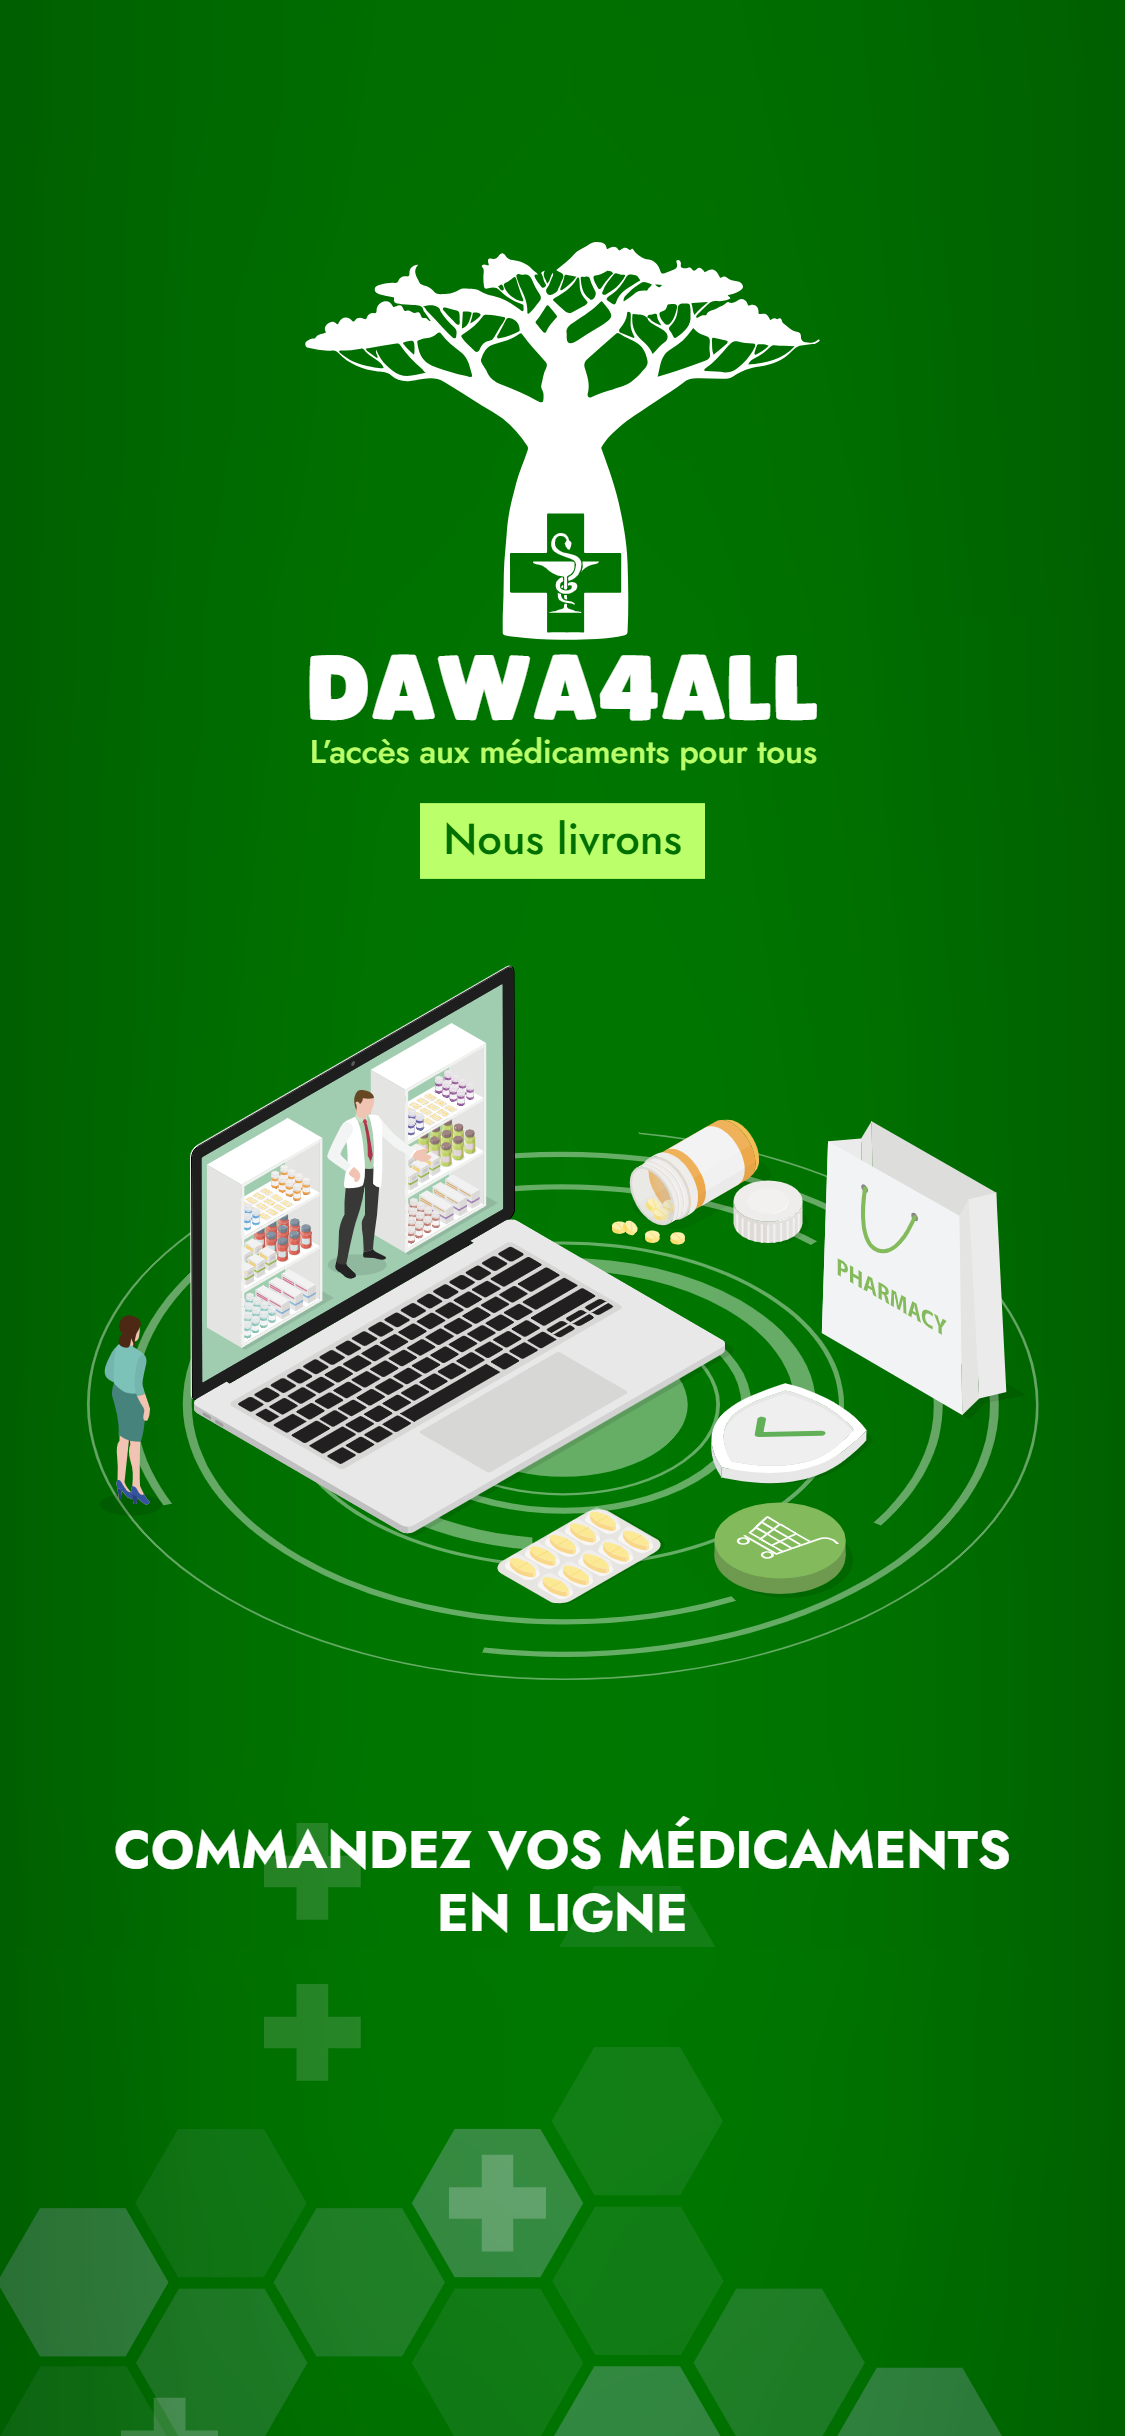 DAWA4ALL
L'accès aux médicaments pour tous
Nous livrons
PHARMACY
COMMANDEZ VOS MÉDICAMENTS
EN LIGNE